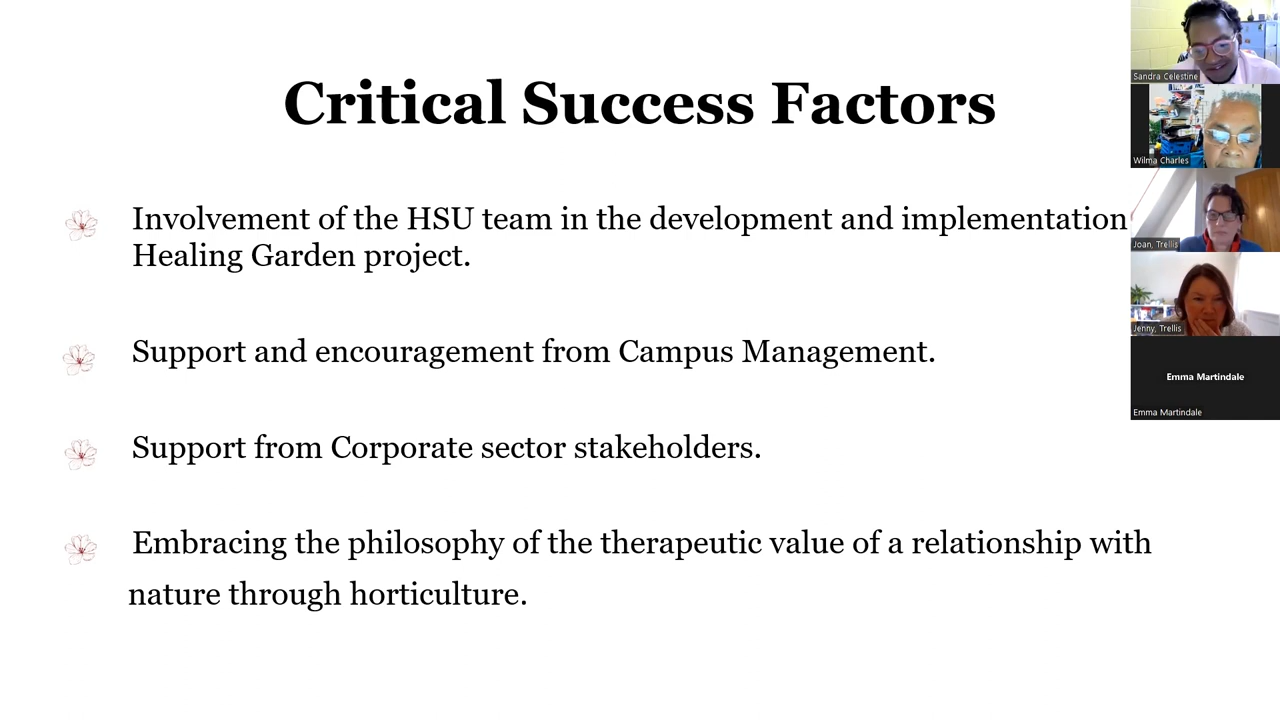 Critical Success Factors
Involvement of the HSU team in the development and implementation
Healing Garden project.
Support and encouragement from Campus Management.
Support from Corporate sector stakeholders.
Embracing the philosophy of the therapeutic value of a relationship with
nature through horticulture.
Sandra Celestine
Wilma Charles
Joan, Trellis
Jenny, Trellis
Emma Martindale
Emma Martindale